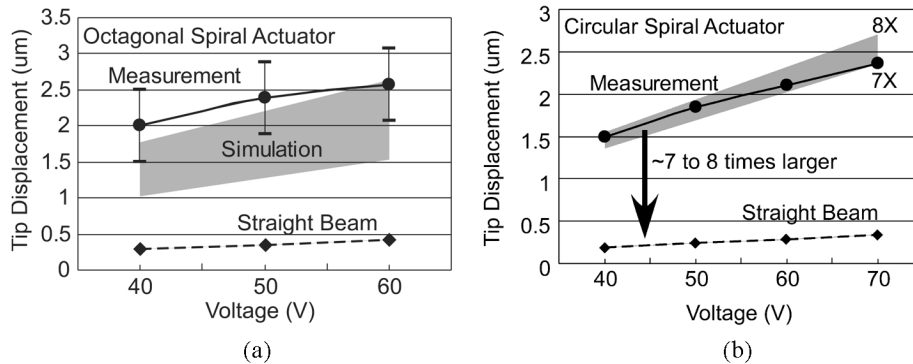 Octagonal Spiral Actuator
Measurement
Simulation
Straight Beam
Tip Displacement (um)
3.5
3
2.5
2
1.5
1
0.5
0
40 50 60
Voltage (V)
(a)
Circular Spiral Actuator
8X
Measurement
7X
~7 to 8 times larger
Straight Beam
Tip Displacement (um)
3
2.5
2
1.5
1
0.5
0
40 50 60 70
Voltage (V)
(b)